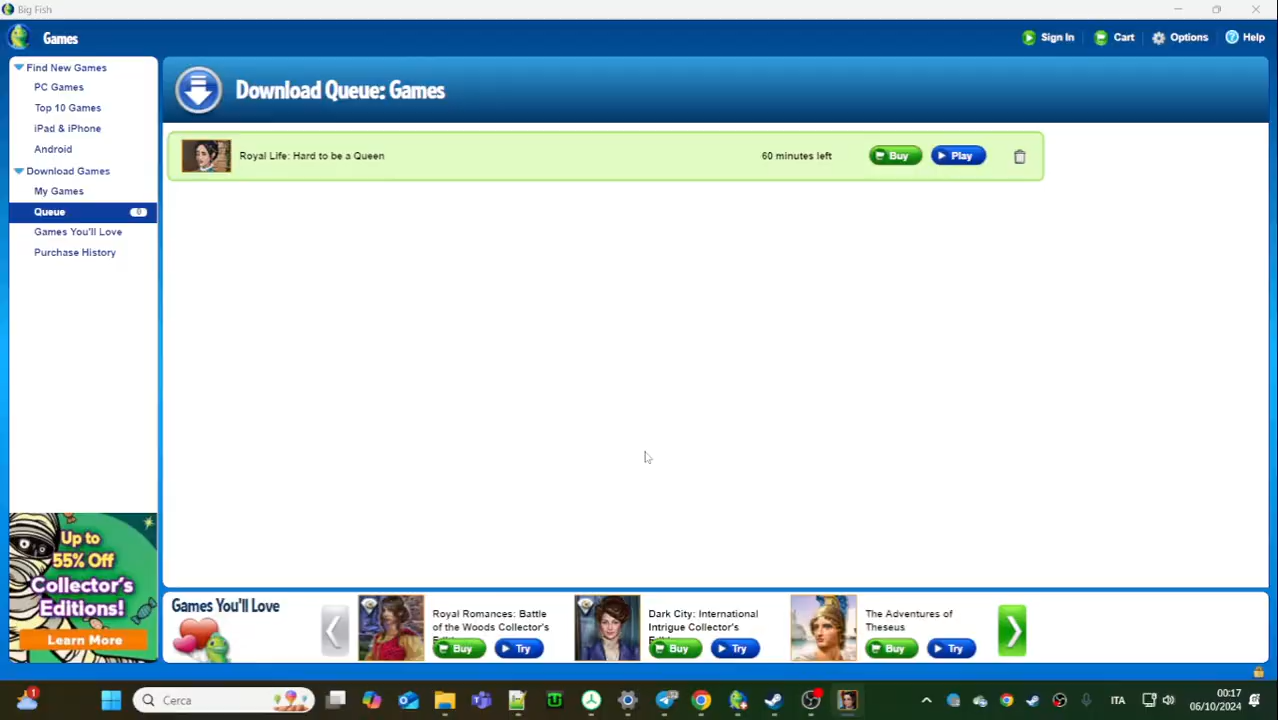 Big Fish
Games
Sign In
Cart
Options
Help
Find New Games
PC Games
Top 10 Games
iPad & iPhone
Android
Download Games
My Games
Queue
0
Games You'll Love
Purchase History
Download Queue: Games
Royal Life: Hard to be a Queen
60 minutes left
Buy
Play
Up to
55% Off
Collector's
Editions!
Learn More
Games You'll Love
Royal Romances: Battle
of the Woods Collector's
Buy
Try
Dark City: International
Intrigue Collector's
Buy
Try
The Adventures of
Theseus
Buy
Try
1
Cerca
ITA
00:17
06/10/2024